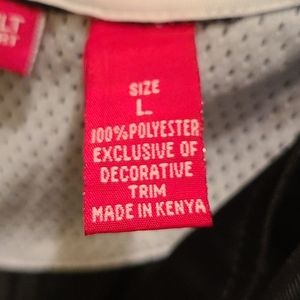 SIZE
L
100% POLYESTER
EXCLUSIVE OF
DECORATIVE
TRIM
MADE IN KENYA